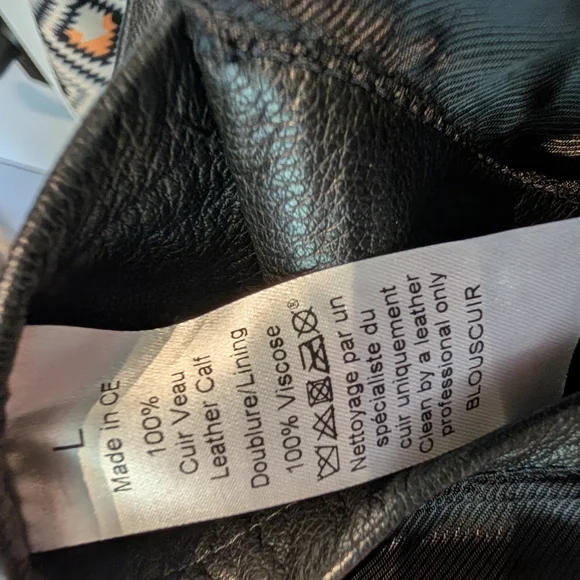 L
Made in CE
100%
Cuir Veau
Leather Calf
Doublure/Lining
100% Viscose
®
Nettoyage par un
spécialiste du
cuir uniquement
Clean by a leather
professional only
BLOUSCUIR